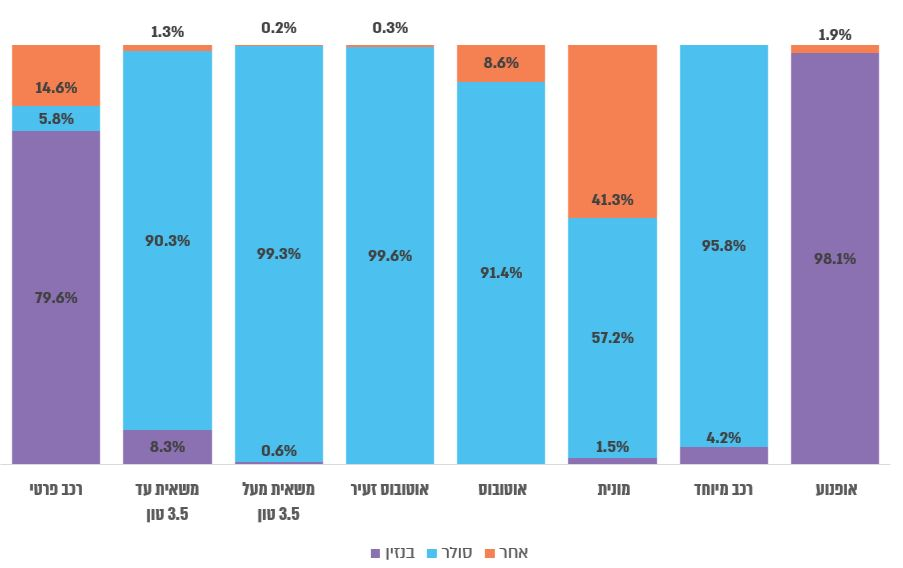 1.3%
0.2%
0.3%
1.9%
14.6%
8.6%
5.8%
41.3%
90.3%
99.3%
99.6%
91.4%
95.8%
98.1%
79.6%
57.2%
8.3%
0.6%
1.5%
4.2%
רכב פרטי
משאית עד
3.5 טון
משאית מעל
3.5 טון
אוטובוס זעיר
אוטובוס
מונית
רכב מיוחד
אופנוע
בנזין
סולר
אחר